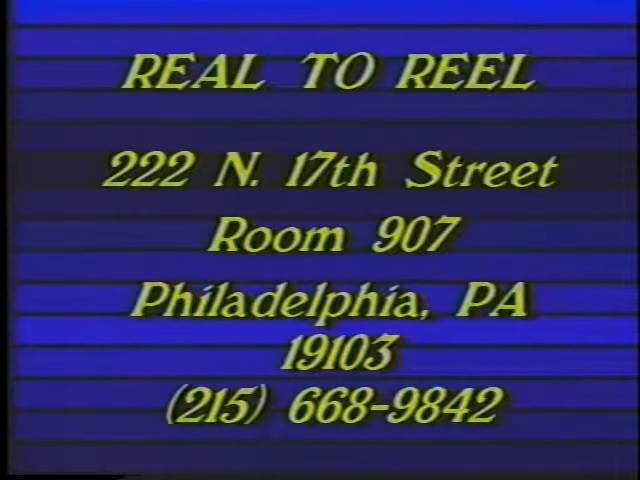 REAL TO REEL
222 N. 17th Street
Room 907
Philadelphia, PA
19103
(215) 668-9842